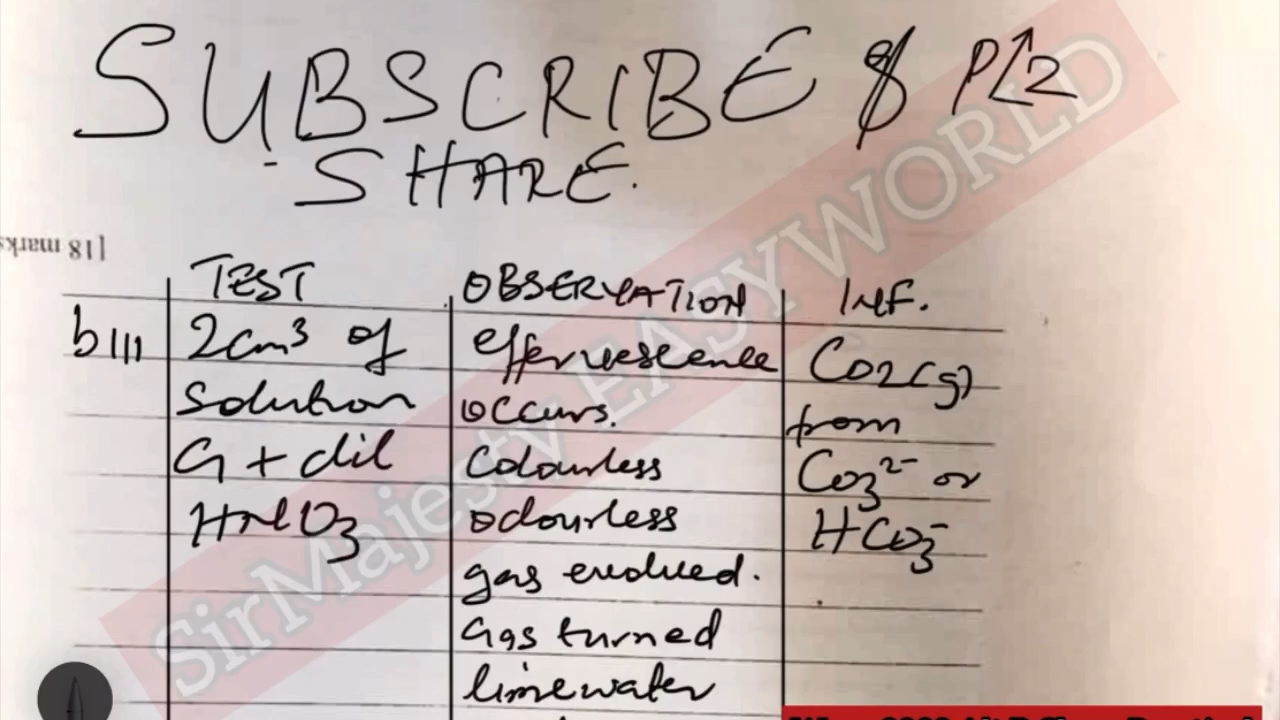 SUBSCRIBE & P/2
SHARE.
[18 marks
TEST OBSERVATION INF.
b III 2cm³ of effervescence CO2(g)
solution occurs. from
G + dil colourless CO3²⁻ or
HNO3 odourless HCO3⁻
gas evolved.
Gas turned
limewater
SirMajesty EASYWORLD